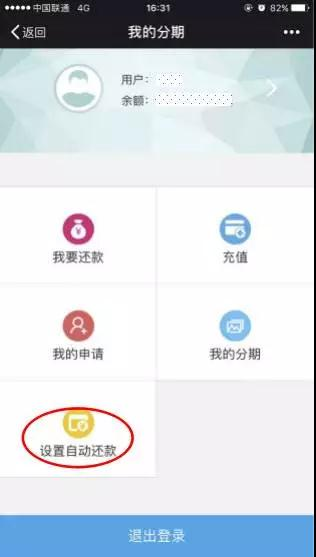 中国联通 4G 16:31 82%
返回 我的分期
用户：
余额：
我要还款 充值
我的申请 我的分期
设置自动还款
退出登录